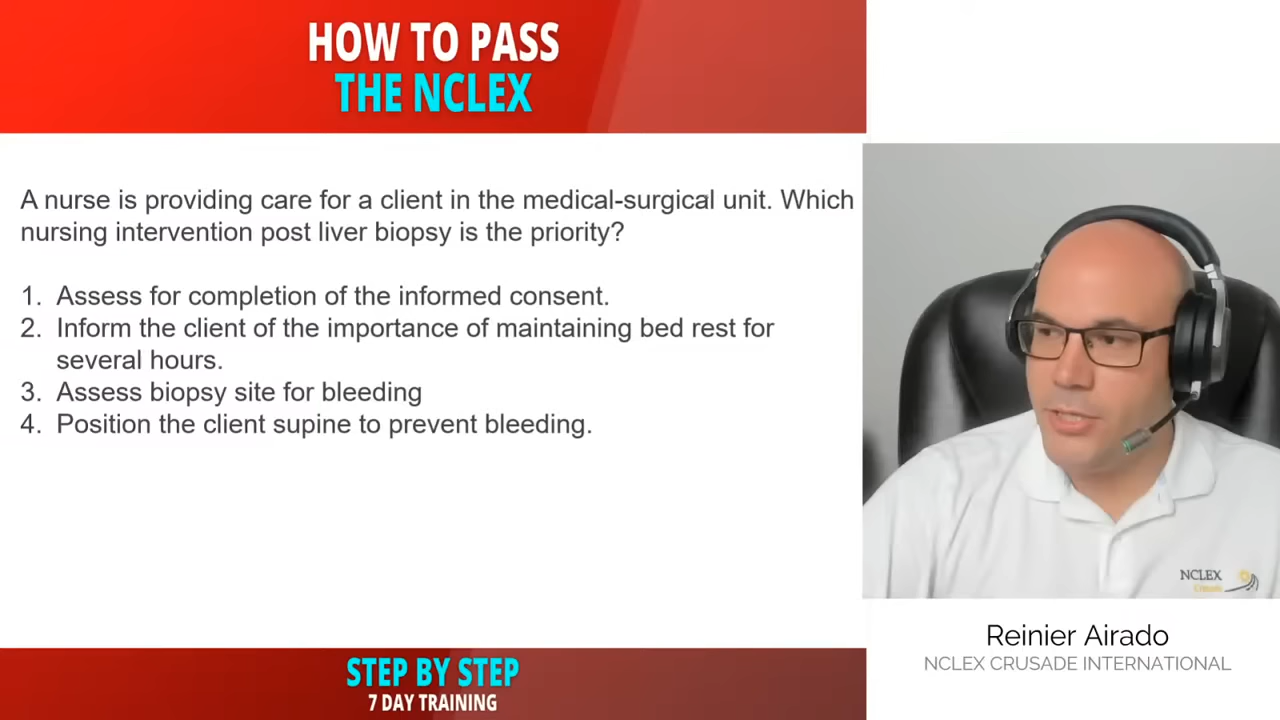 HOW TO PASS
THE NCLEX
A nurse is providing care for a client in the medical-surgical unit. Which
nursing intervention post liver biopsy is the priority?
1. Assess for completion of the informed consent.
2. Inform the client of the importance of maintaining bed rest for
several hours.
3. Assess biopsy site for bleeding
4. Position the client supine to prevent bleeding.
NCLEX
Crusade
Reinier Airado
NCLEX CRUSADE INTERNATIONAL
STEP BY STEP
7 DAY TRAINING